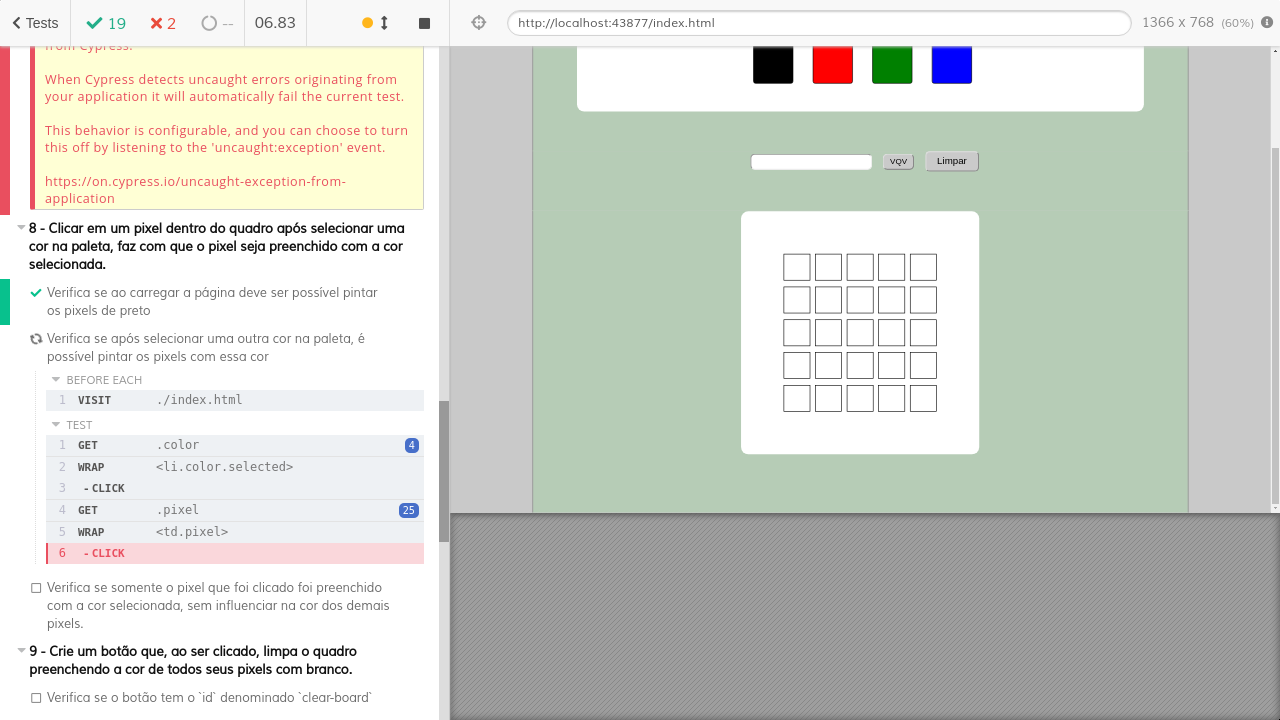 Tests
19
2
--
06.83
http://localhost:43877/index.html
1366 x 768 (60%)
from Cypress.
When Cypress detects uncaught errors originating from
your application it will automatically fail the current test.
This behavior is configurable, and you can choose to turn
this off by listening to the 'uncaught:exception' event.
https://on.cypress.io/uncaught-exception-from-
application
8 - Clicar em um pixel dentro do quadro após selecionar uma
cor na paleta, faz com que o pixel seja preenchido com a cor
selecionada.
Verifica se ao carregar a página deve ser possível pintar
os pixels de preto
Verifica se após selecionar uma outra cor na paleta, é
possível pintar os pixels com essa cor
BEFORE EACH
1 VISIT ./index.html
TEST
1 GET .color 4
2 WRAP <li.color.selected>
3 - CLICK
4 GET .pixel 25
5 WRAP <td.pixel>
6 - CLICK
Verifica se somente o pixel que foi clicado foi preenchido
com a cor selecionada, sem influenciar na cor dos demais
pixels.
9 - Crie um botão que, ao ser clicado, limpa o quadro
preenchendo a cor de todos seus pixels com branco.
Verifica se o botão tem o `id` denominado `clear-board`
VQV
Limpar